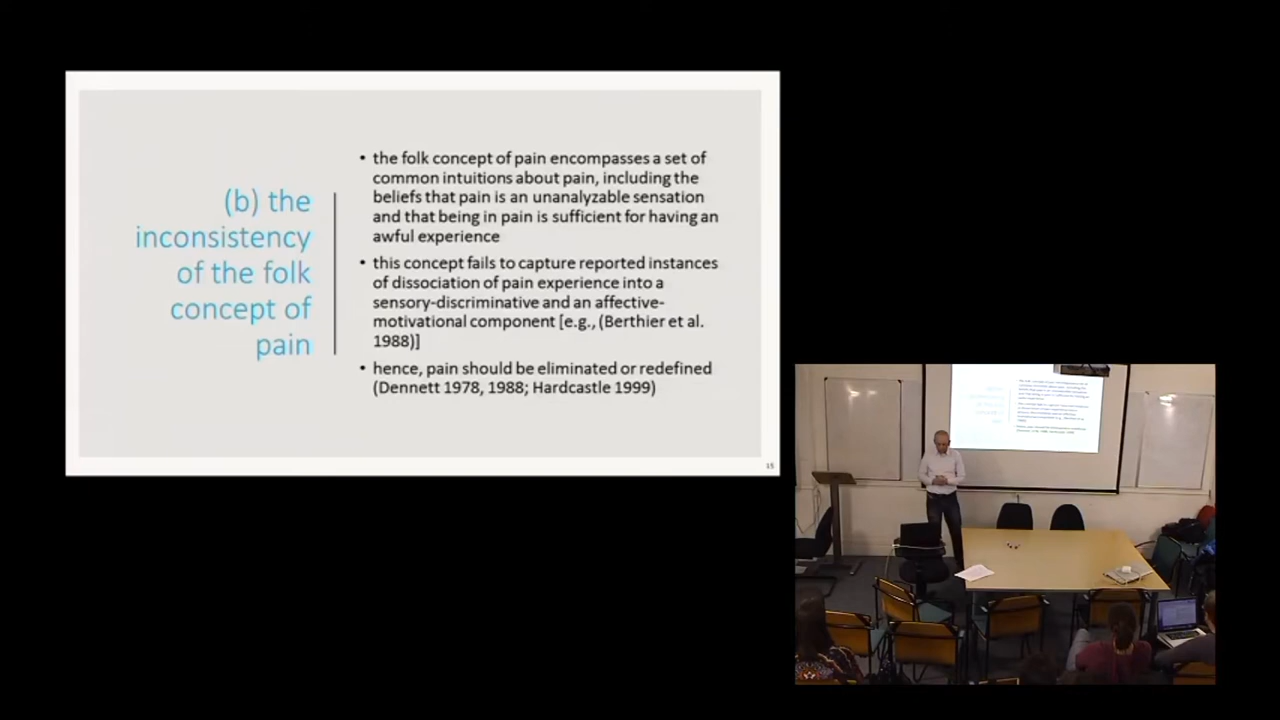 (b) the
inconsistency
of the folk
concept of
pain
• the folk concept of pain encompasses a set of
common intuitions about pain, including the
beliefs that pain is an unanalyzable sensation
and that being in pain is sufficient for having an
awful experience
• this concept fails to capture reported instances
of dissociation of pain experience into a
sensory-discriminative and an affective-
motivational component [e.g., (Berthier et al.
1988)]
• hence, pain should be eliminated or redefined
(Dennett 1978, 1988; Hardcastle 1999)
15